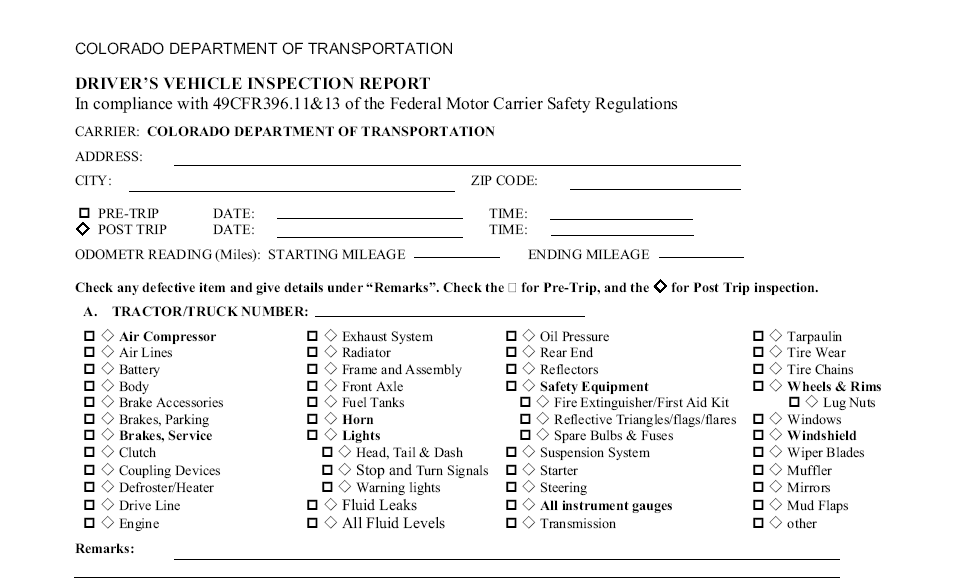 COLORADO DEPARTMENT OF TRANSPORTATION
DRIVER'S VEHICLE INSPECTION REPORT
In compliance with 49CFR396.11&13 of the Federal Motor Carrier Safety Regulations
CARRIER: COLORADO DEPARTMENT OF TRANSPORTATION
ADDRESS:
CITY: ZIP CODE:
PRE-TRIP DATE: TIME:
POST TRIP DATE: TIME:
ODOMETR READING (Miles): STARTING MILEAGE ENDING MILEAGE
Check any defective item and give details under “Remarks”. Check the □ for Pre-Trip, and the ◇ for Post Trip inspection.
A. TRACTOR/TRUCK NUMBER:
□ ◇ Air Compressor □ ◇ Exhaust System □ ◇ Oil Pressure □ ◇ Tarpaulin
□ ◇ Air Lines □ ◇ Radiator □ ◇ Rear End □ ◇ Tire Wear
□ ◇ Battery □ ◇ Frame and Assembly □ ◇ Reflectors □ ◇ Tire Chains
□ ◇ Body □ ◇ Front Axle □ ◇ Safety Equipment □ ◇ Wheels & Rims
□ ◇ Brake Accessories □ ◇ Fuel Tanks □ ◇ Fire Extinguisher/First Aid Kit □ ◇ Lug Nuts
□ ◇ Brakes, Parking □ ◇ Horn □ ◇ Reflective Triangles/flags/flares □ ◇ Windows
□ ◇ Brakes, Service □ ◇ Lights □ ◇ Spare Bulbs & Fuses □ ◇ Windshield
□ ◇ Clutch □ ◇ Head, Tail & Dash □ ◇ Suspension System □ ◇ Wiper Blades
□ ◇ Coupling Devices □ ◇ Stop and Turn Signals □ ◇ Starter □ ◇ Muffler
□ ◇ Defroster/Heater □ ◇ Warning lights □ ◇ Steering □ ◇ Mirrors
□ ◇ Drive Line □ ◇ Fluid Leaks □ ◇ All instrument gauges □ ◇ Mud Flaps
□ ◇ Engine □ ◇ All Fluid Levels □ ◇ Transmission □ ◇ other
Remarks: